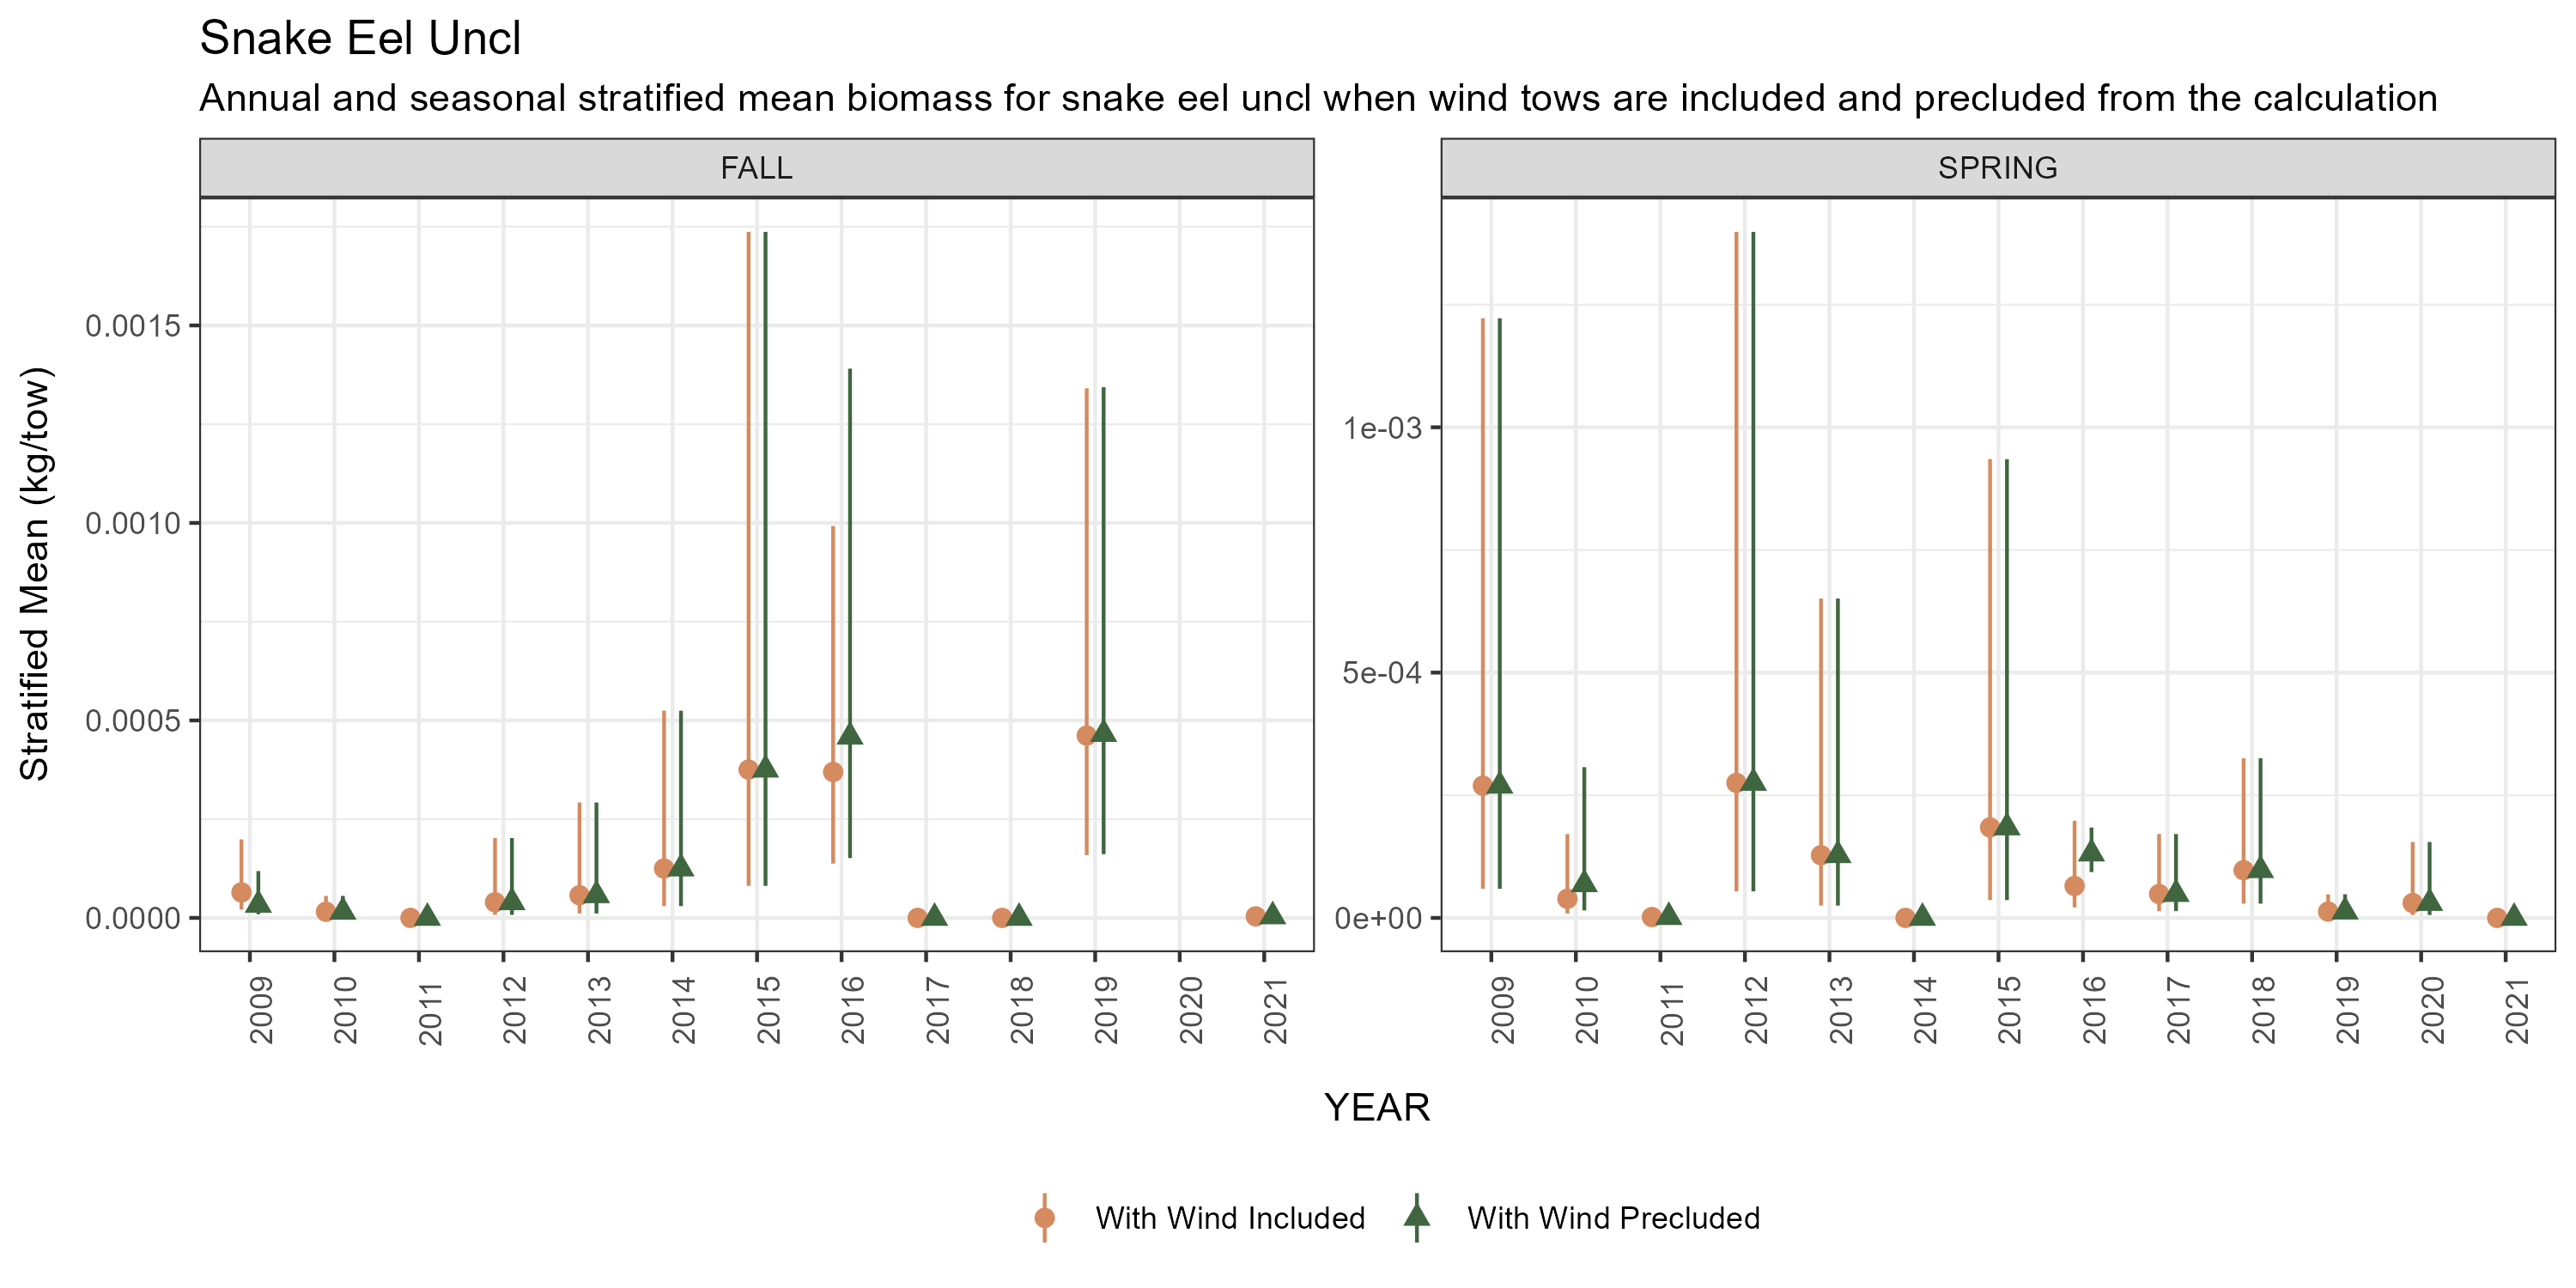 Snake Eel Uncl
Annual and seasonal stratified mean biomass for snake eel uncl when wind tows are included and precluded from the calculation
FALL
SPRING
Stratified Mean (kg/tow)
0.0015
0.0010
0.0005
0.0000
1e-03
5e-04
0e+00
2009 2010 2011 2012 2013 2014 2015 2016 2017 2018 2019 2020 2021
2009 2010 2011 2012 2013 2014 2015 2016 2017 2018 2019 2020 2021
YEAR
With Wind Included With Wind Precluded